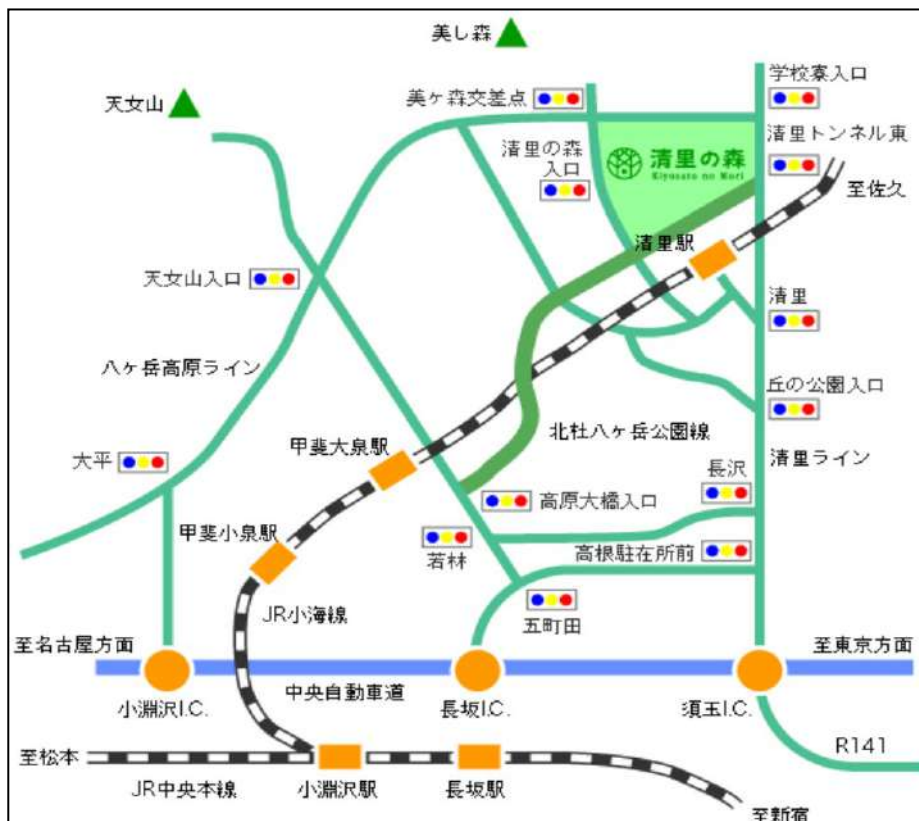 美し森
学校寮入口
天女山
美ヶ森交差点
清里トンネル東
清里の森
入口
清里の森
Kiyosato no Mori
至佐久
清里駅
天女山入口
清里
八ヶ岳高原ライン
丘の公園入口
北杜八ヶ岳公園線
甲斐大泉駅
清里ライン
大平
長沢
高原大橋入口
甲斐小泉駅
若林
高根駐在所前
JR小海線
五町田
至名古屋方面
至東京方面
中央自動車道
小淵沢I.C.
長坂I.C.
須玉I.C.
R141
至松本
JR中央本線
小淵沢駅
長坂駅
至新宿